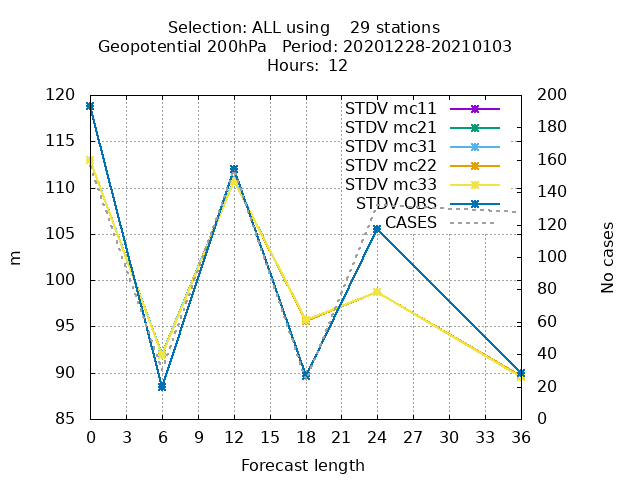 Selection: ALL using    29 stations
Geopotential 200hPa   Period: 20201228-20210103
Hours:  12
120
115
110
105
100
95
90
85
m
200
180
160
140
120
100
80
60
40
20
0
No cases
STDV mc11
STDV mc21
STDV mc31
STDV mc22
STDV mc33
STDV OBS
CASES
0 3 6 9 12 15 18 21 24 27 30 33 36
Forecast length